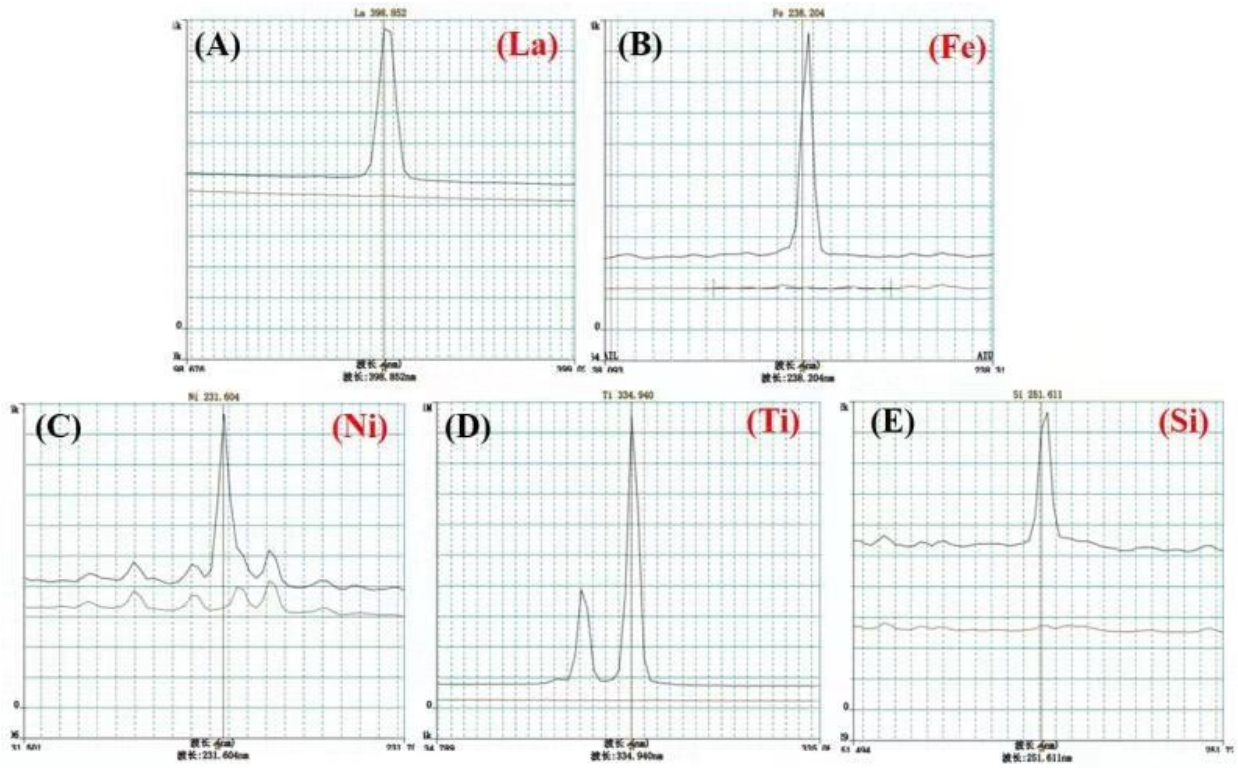 La 398.852
(A)
(La)
0
98.676
波长 (nm)
波长:398.852nm
Fe 238.204
(B)
(Fe)
0
波长 (nm)
波长:238.204nm
Ni 231.604
(C)
(Ni)
0
波长 (nm)
波长:231.604nm
Ti 334.940
(D)
(Ti)
0
波长 (nm)
波长:334.940nm
Si 251.611
(E)
(Si)
0
波长 (nm)
波长:251.611nm